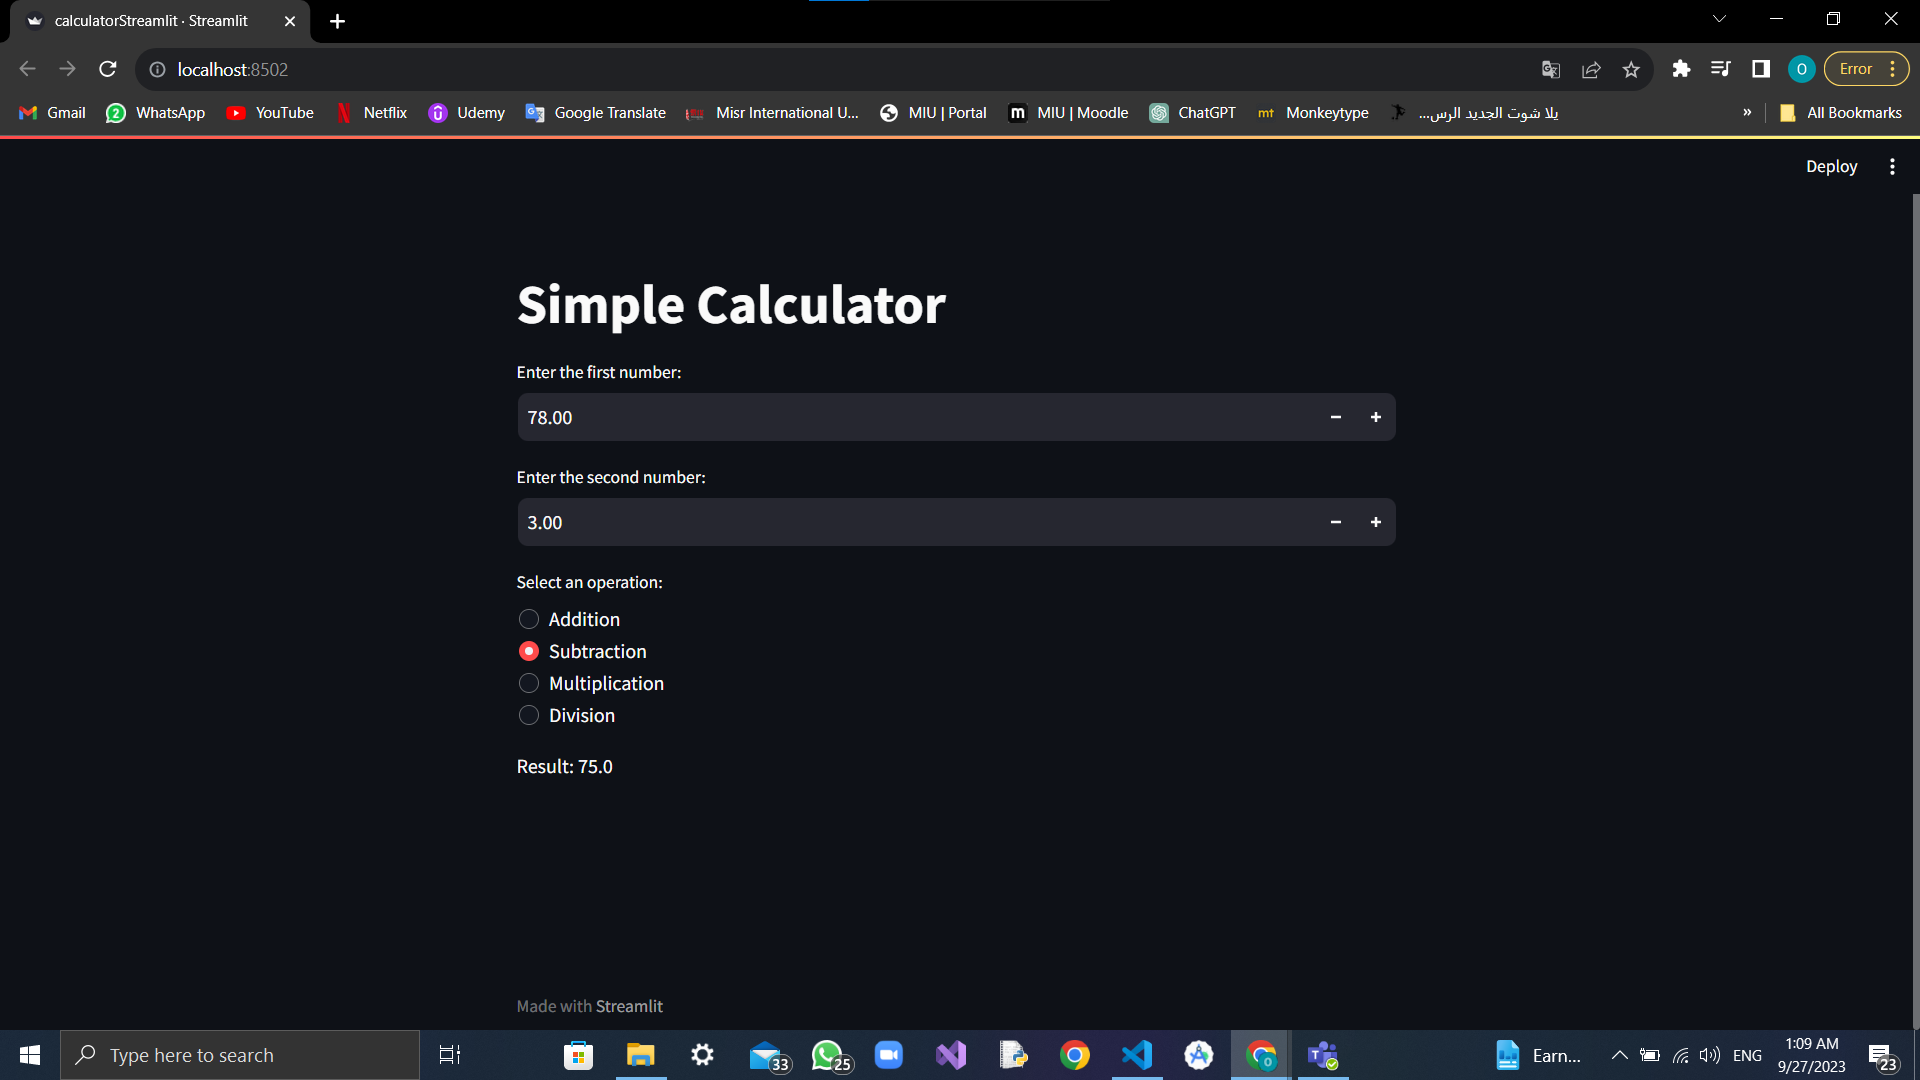 calculatorStreamlit · Streamlit
localhost:8502
Error
Gmail
2
WhatsApp
YouTube
Netflix
Udemy
Google Translate
Misr International U...
MIU | Portal
m
MIU | Moodle
ChatGPT
mt
Monkeytype
يلا شوت الجديد الرس...
»
All Bookmarks
Deploy
Simple Calculator
Enter the first number:
78.00
Enter the second number:
3.00
Select an operation:
Addition
Subtraction
Multiplication
Division
Result: 75.0
Made with Streamlit
Type here to search
33
25
Earn...
ENG
1:09 AM
9/27/2023
23